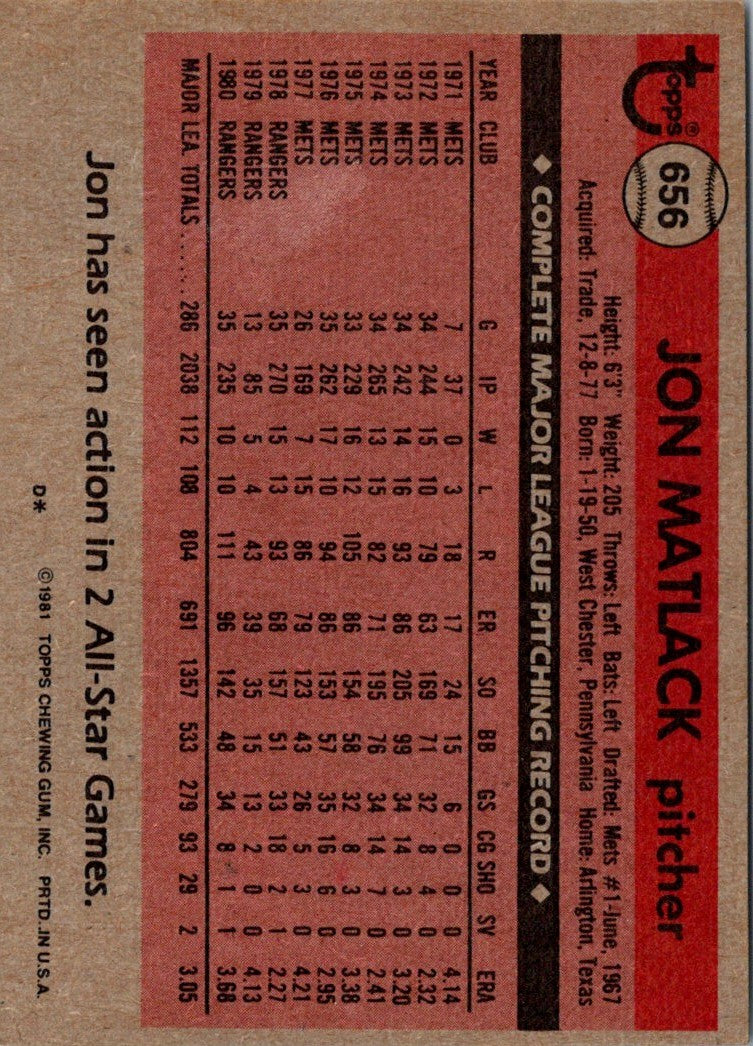 Topps® 656 JON MATLACK pitcher
Height: 6'3" Weight: 205 Throws: Left Bats: Left Drafted: Mets #1-June, 1967
Acquired: Trade, 12-8-77 Born: 1-19-50, West Chester, Pennsylvania Home: Arlington, Texas
◆ COMPLETE MAJOR LEAGUE PITCHING RECORD ◆
YEAR CLUB G IP W L R ER SO BB GS CG SHO SV ERA
1971 METS 7 37 0 3 18 17 24 15 6 0 0 0 4.14
1972 METS 34 244 15 10 79 63 169 71 32 8 4 0 2.32
1973 METS 34 242 14 16 93 86 205 99 34 14 3 0 3.20
1974 METS 34 265 13 15 82 71 195 76 34 14 7 0 2.41
1975 METS 33 229 16 12 105 86 154 58 32 8 3 0 3.38
1976 METS 35 262 17 10 94 86 153 57 35 16 6 0 2.95
1977 METS 26 169 7 15 86 79 123 43 26 5 3 0 4.21
1978 RANGERS 35 270 15 13 93 68 157 51 33 18 2 1 2.27
1979 RANGERS 13 85 5 4 43 39 35 15 13 2 0 0 4.13
1980 RANGERS 35 235 10 10 111 96 142 48 34 8 1 1 3.68
MAJOR LEA. TOTALS ...... 286 2038 112 108 804 691 1357 533 279 93 29 2 3.05
Jon has seen action in 2 All-Star Games.
D* ©1981 TOPPS CHEWING GUM, INC. PRTD. IN U.S.A.